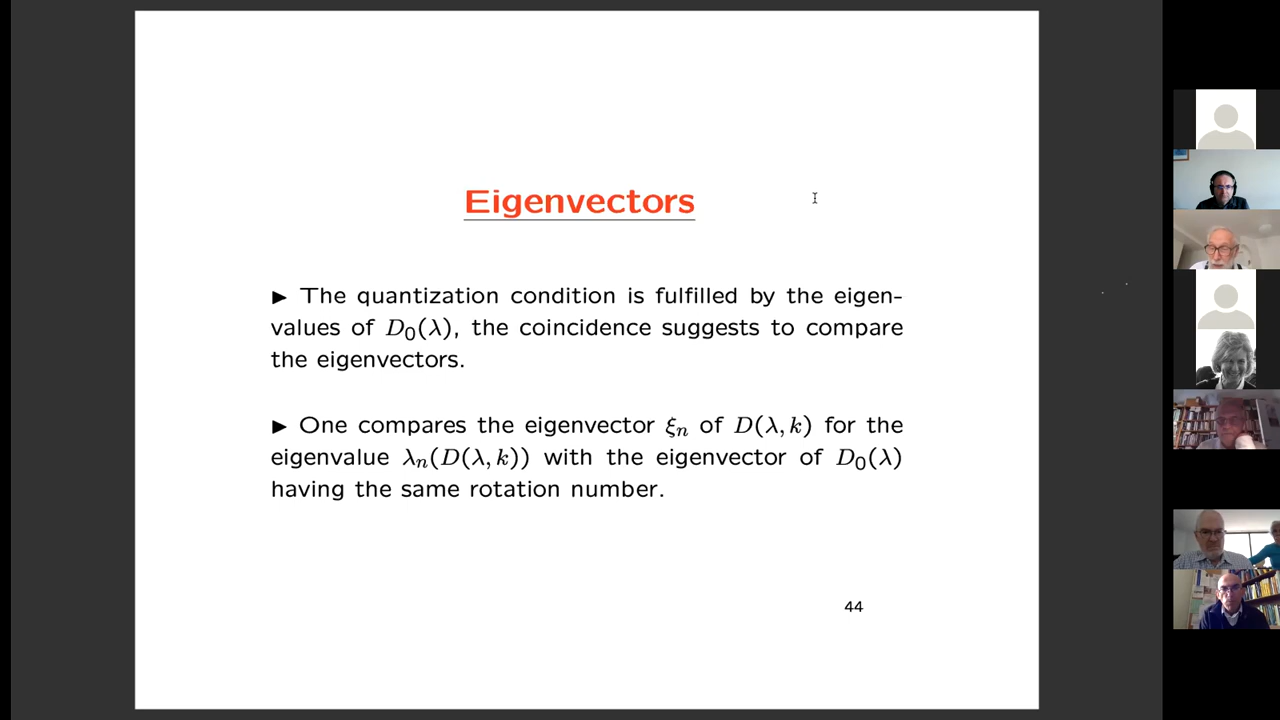 Eigenvectors
► The quantization condition is fulfilled by the eigen-
values of D₀(λ), the coincidence suggests to compare
the eigenvectors.
► One compares the eigenvector ξₙ of D(λ, k) for the
eigenvalue λₙ(D(λ, k)) with the eigenvector of D₀(λ)
having the same rotation number.
44